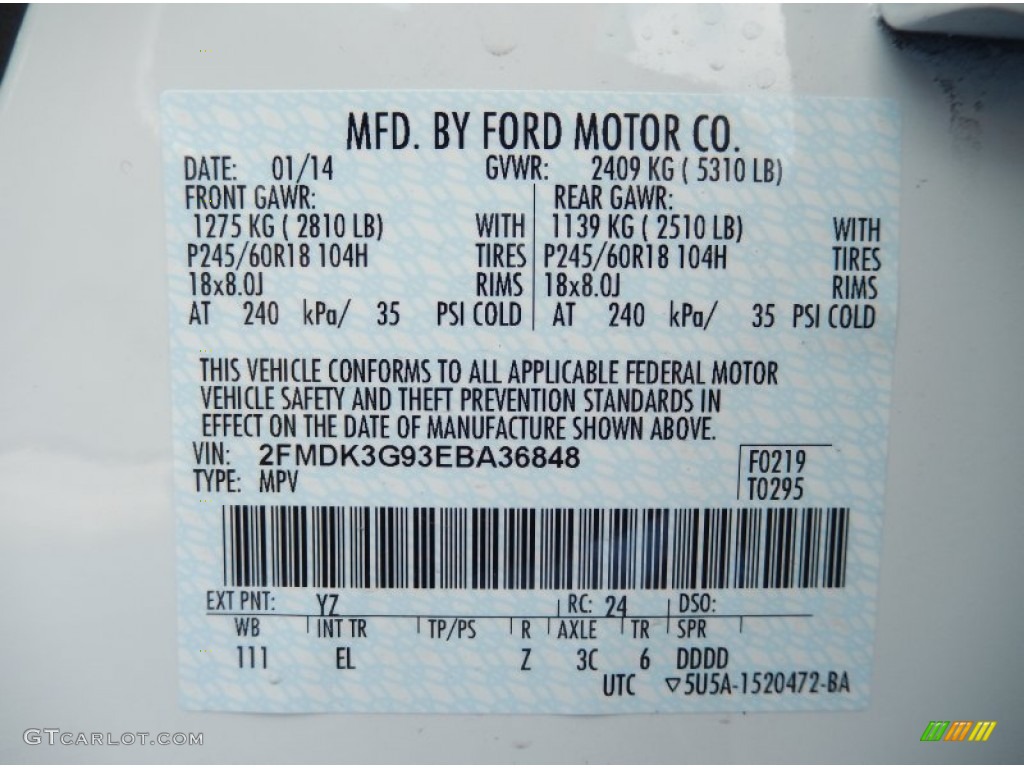 MFD. BY FORD MOTOR CO.
DATE: 01/14 GVWR: 2409 KG ( 5310 LB)
FRONT GAWR: REAR GAWR:
1275 KG ( 2810 LB) WITH 1139 KG ( 2510 LB) WITH
P245/60R18 104H TIRES P245/60R18 104H TIRES
18x8.0J RIMS 18x8.0J RIMS
AT 240 kPa/ 35 PSI COLD AT 240 kPa/ 35 PSI COLD
THIS VEHICLE CONFORMS TO ALL APPLICABLE FEDERAL MOTOR
VEHICLE SAFETY AND THEFT PREVENTION STANDARDS IN
EFFECT ON THE DATE OF MANUFACTURE SHOWN ABOVE.
VIN: 2FMDK3G93EBA36848 F0219
TYPE: MPV T0295
EXT PNT: YZ RC: 24 DSO:
WB INT TR TP/PS R AXLE TR SPR
111 EL Z 3C 6 DDDD
UTC ▽5U5A-1520472-BA
GTCARLOT.COM